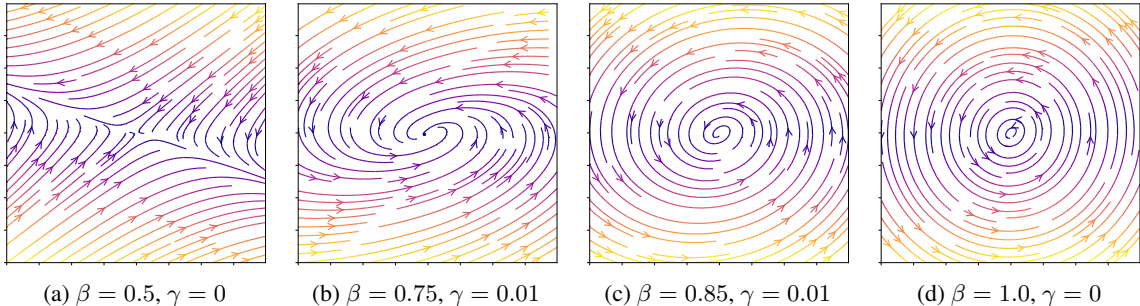 (a) β = 0.5, γ = 0
(b) β = 0.75, γ = 0.01
(c) β = 0.85, γ = 0.01
(d) β = 1.0, γ = 0